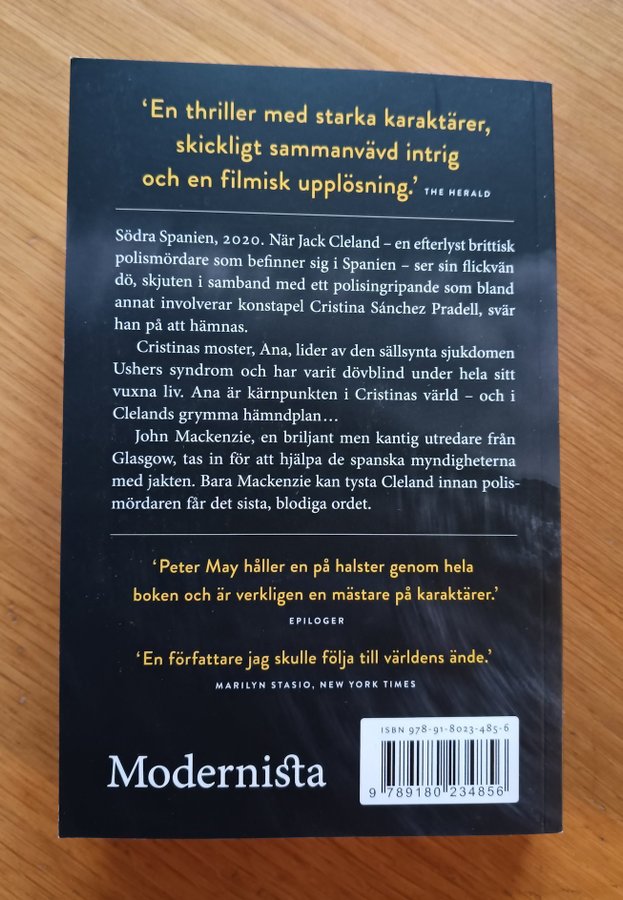 ‘En thriller med starka karaktärer,
skickligt sammanvävd intrig
och en filmisk upplösning.’ THE HERALD
Södra Spanien, 2020. När Jack Cleland – en efterlyst brittisk
polismördare som befinner sig i Spanien – ser sin flickvän
dö, skjuten i samband med ett polisingripande som bland
annat involverar konstapel Cristina Sánchez Pradell, svär
han på att hämnas.
Cristinas moster, Ana, lider av den sällsynta sjukdomen
Ushers syndrom och har varit dövblind under hela sitt
vuxna liv. Ana är kärnpunkten i Cristinas värld – och i
Clelands grymma hämndplan…
John Mackenzie, en briljant men kantig utredare från
Glasgow, tas in för att hjälpa de spanska myndigheterna
med jakten. Bara Mackenzie kan tysta Cleland innan polis-
mördaren får det sista, blodiga ordet.
‘Peter May håller en på halster genom hela
boken och är verkligen en mästare på karaktärer.’
EPILOGER
‘En författare jag skulle följa till världens ände.’
MARILYN STASIO, NEW YORK TIMES
ISBN 978-91-8023-485-6
Modernista
9 789180 234856